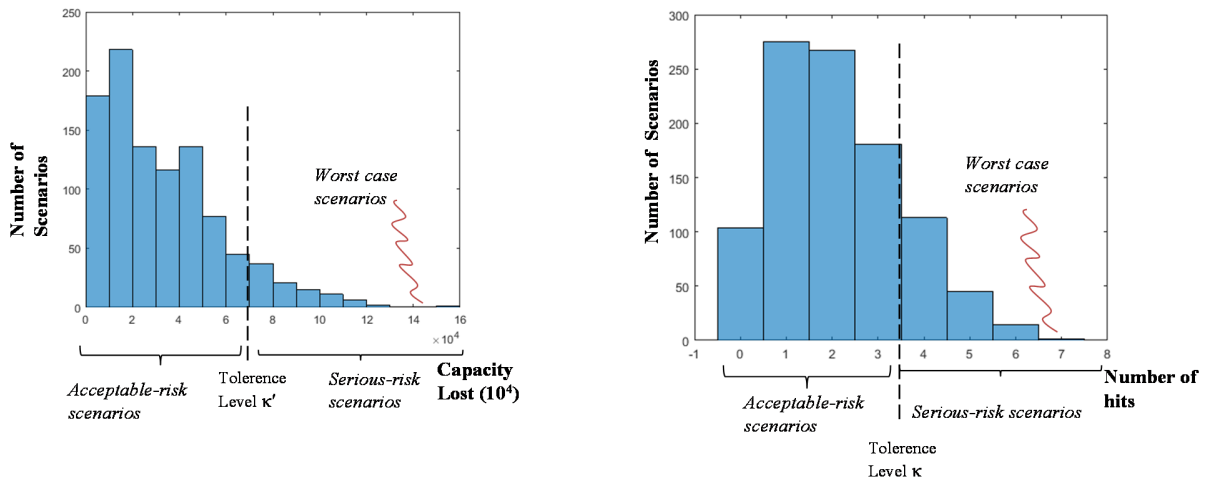 250
200
150
100
50
0
Number of
Scenarios
Worst case
scenarios
0 2 4 6 8 10 12 14 16
×10⁴
Acceptable-risk
scenarios
Tolerence
Level κ'
Serious-risk
scenarios
Capacity
Lost (10⁴)
300
250
200
150
100
50
0
Number of Scenarios
Worst case
scenarios
-1 0 1 2 3 4 5 6 7 8
Acceptable-risk
scenarios
Serious-risk scenarios
Number of
hits
Tolerence
Level κ